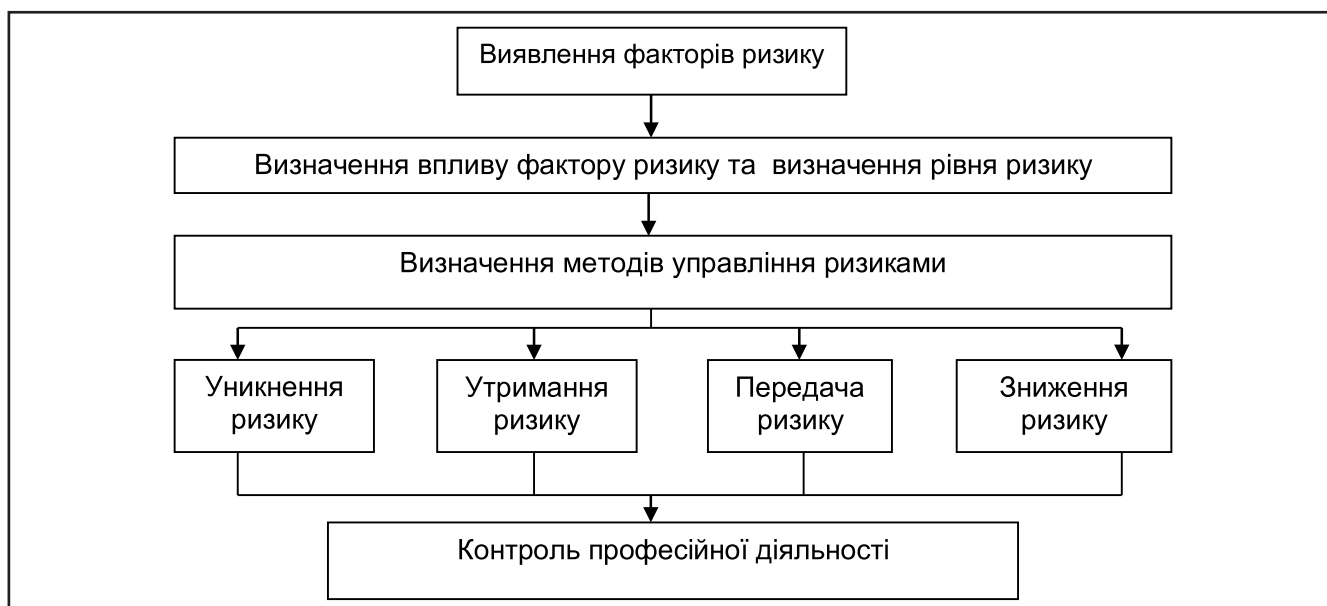 Виявлення факторів ризику
Визначення впливу фактору ризику та визначення рівня ризику
Визначення методів управління ризиками
Уникнення
ризику
Утримання
ризику
Передача
ризику
Зниження
ризику
Контроль професійної діяльності